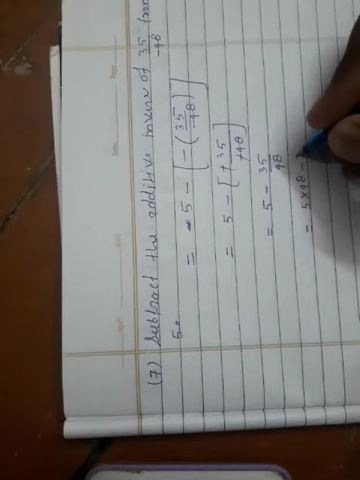 (7) Subtract the additive inverse of 35/-48 from
5.
= 5 - [ - ( 35/-48 ) ]
= 5 - [ +35/+48 ]
= 5 - 35/48
= 5×48 -